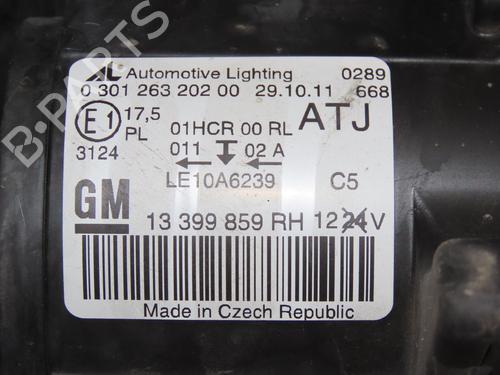 AL Automotive Lighting 0289
0 301 263 202 00 29.10.11 668
E1 17,5 PL 01HCR 00 RL ATJ
3124 011 02 A
LE10A6239 C5
GM 13 399 859 RH 12 24 V
Made in Czech Republic
B-PARTS